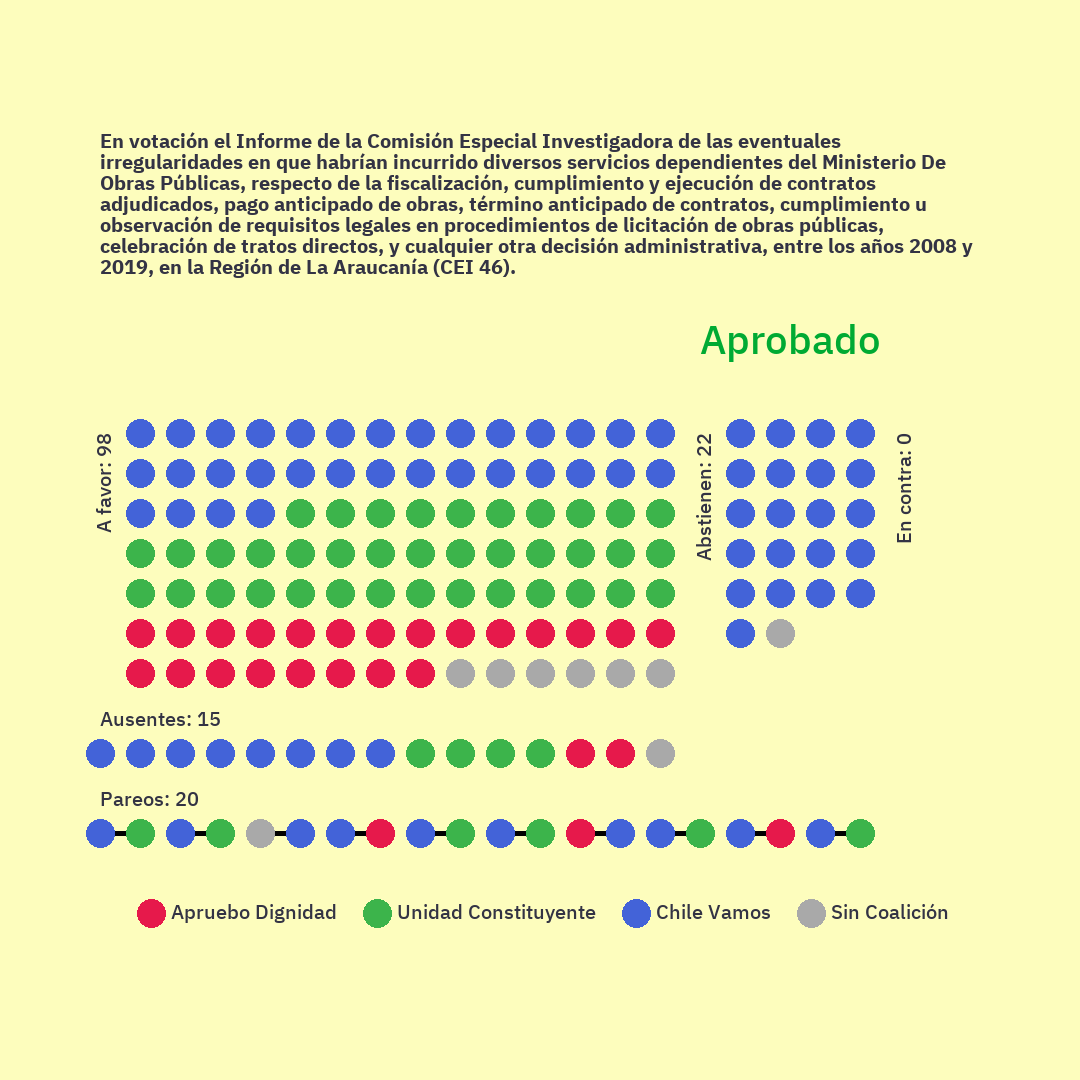 En votación el Informe de la Comisión Especial Investigadora de las eventuales
irregularidades en que habrían incurrido diversos servicios dependientes del Ministerio De
Obras Públicas, respecto de la fiscalización, cumplimiento y ejecución de contratos
adjudicados, pago anticipado de obras, término anticipado de contratos, cumplimiento u
observación de requisitos legales en procedimientos de licitación de obras públicas,
celebración de tratos directos, y cualquier otra decisión administrativa, entre los años 2008 y
2019, en la Región de La Araucanía (CEI 46).
Aprobado
A favor: 98
Abstienen: 22
En contra: 0
Ausentes: 15
Pareos: 20
Apruebo Dignidad
Unidad Constituyente
Chile Vamos
Sin Coalición